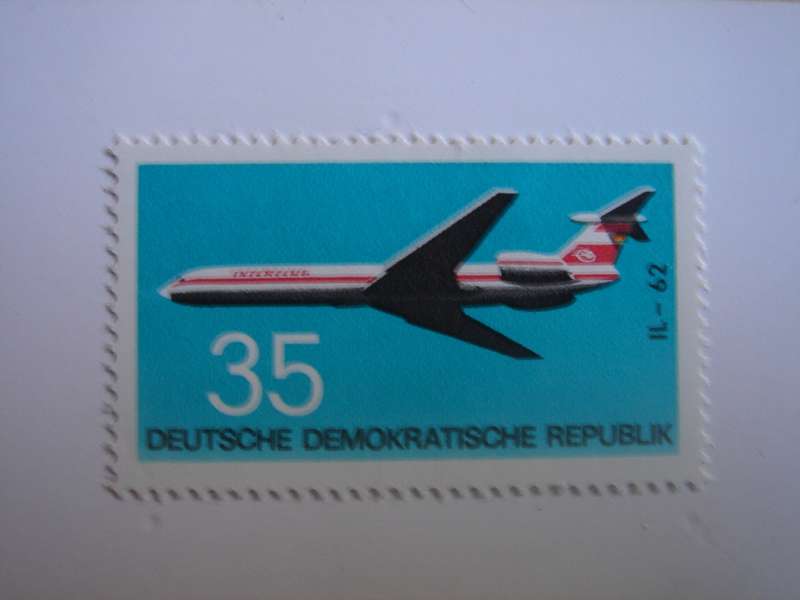 INTERFLUG
IL-62
35
DEUTSCHE DEMOKRATISCHE REPUBLIK